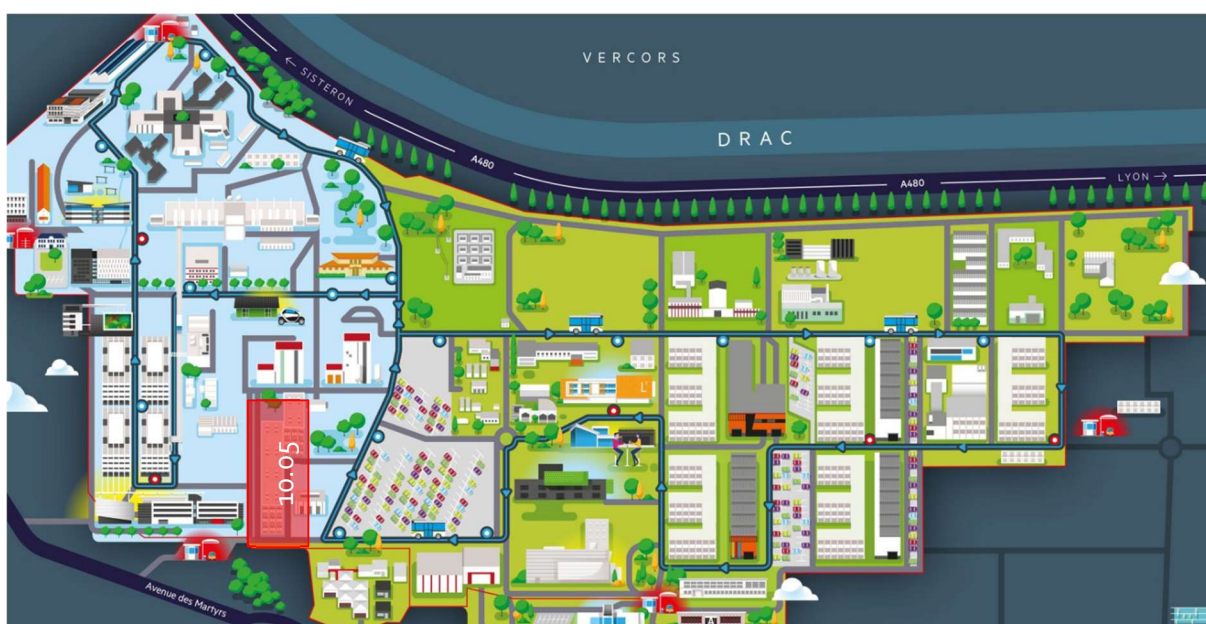 VERCORS
← SISTERON
DRAC
A480
A480
LYON →
L'
10.05
Avenue des Martyrs
A